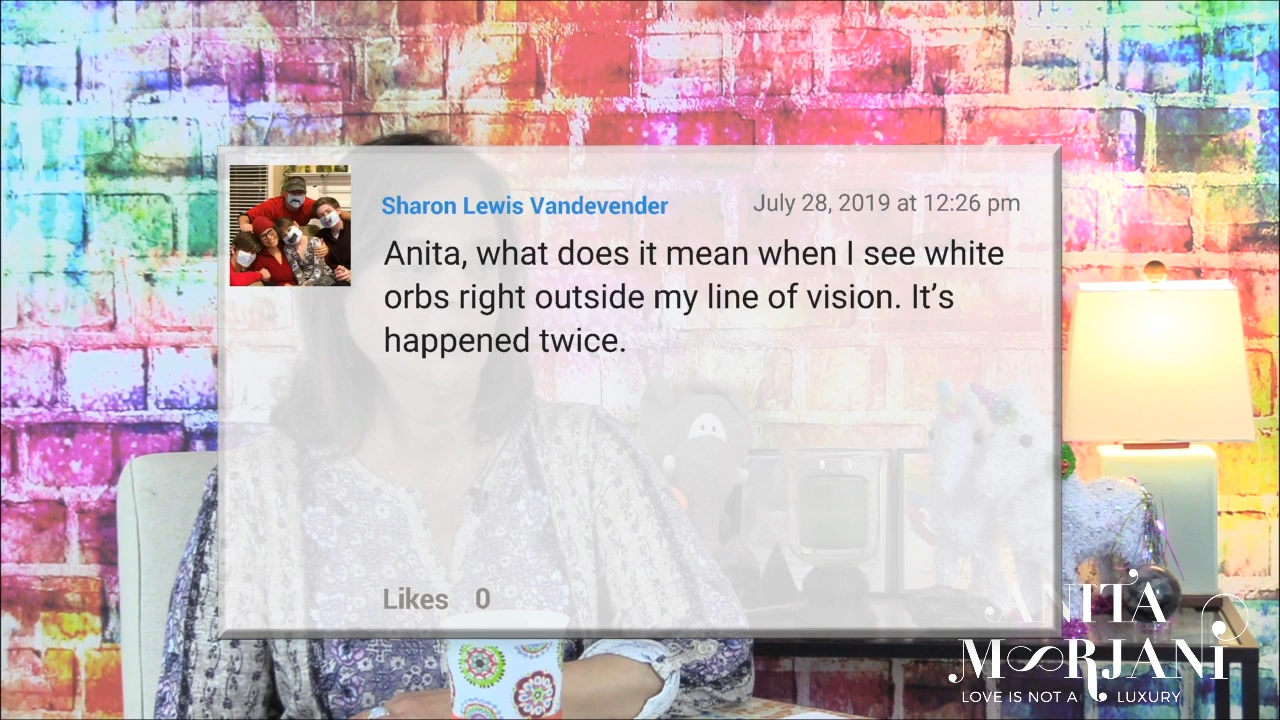 Sharon Lewis Vandevender
July 28, 2019 at 12:26 pm
Anita, what does it mean when I see white
orbs right outside my line of vision. It’s
happened twice.
Likes 0
ANITA
MOORJANI
LOVE IS NOT A LUXURY